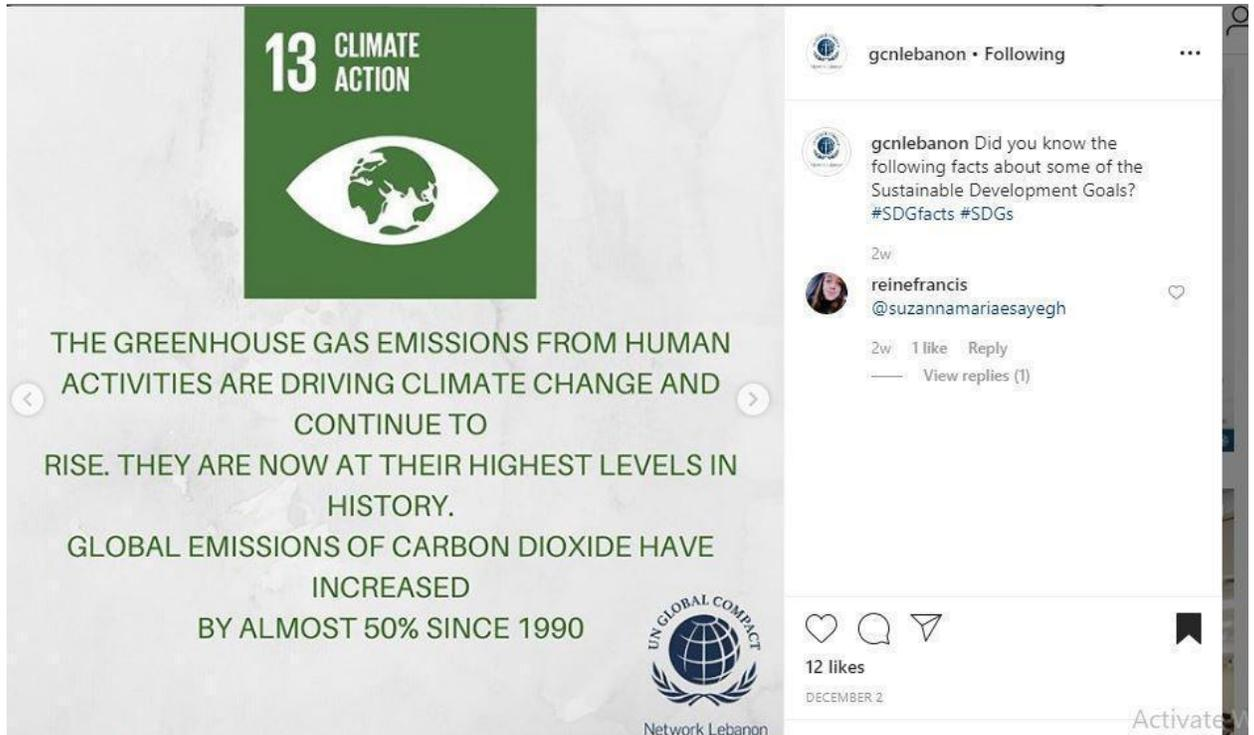 13 CLIMATE
ACTION
THE GREENHOUSE GAS EMISSIONS FROM HUMAN
ACTIVITIES ARE DRIVING CLIMATE CHANGE AND
CONTINUE TO
RISE. THEY ARE NOW AT THEIR HIGHEST LEVELS IN
HISTORY.
GLOBAL EMISSIONS OF CARBON DIOXIDE HAVE
INCREASED
BY ALMOST 50% SINCE 1990
UN GLOBAL COMPACT
Network Lebanon
gcnlebanon • Following
gcnlebanon Did you know the
following facts about some of the
Sustainable Development Goals?
#SDGfacts #SDGs
2w
reinefrancis
@suzannamariaesayegh
2w 1 like Reply
View replies (1)
12 likes
DECEMBER 2
Activate W